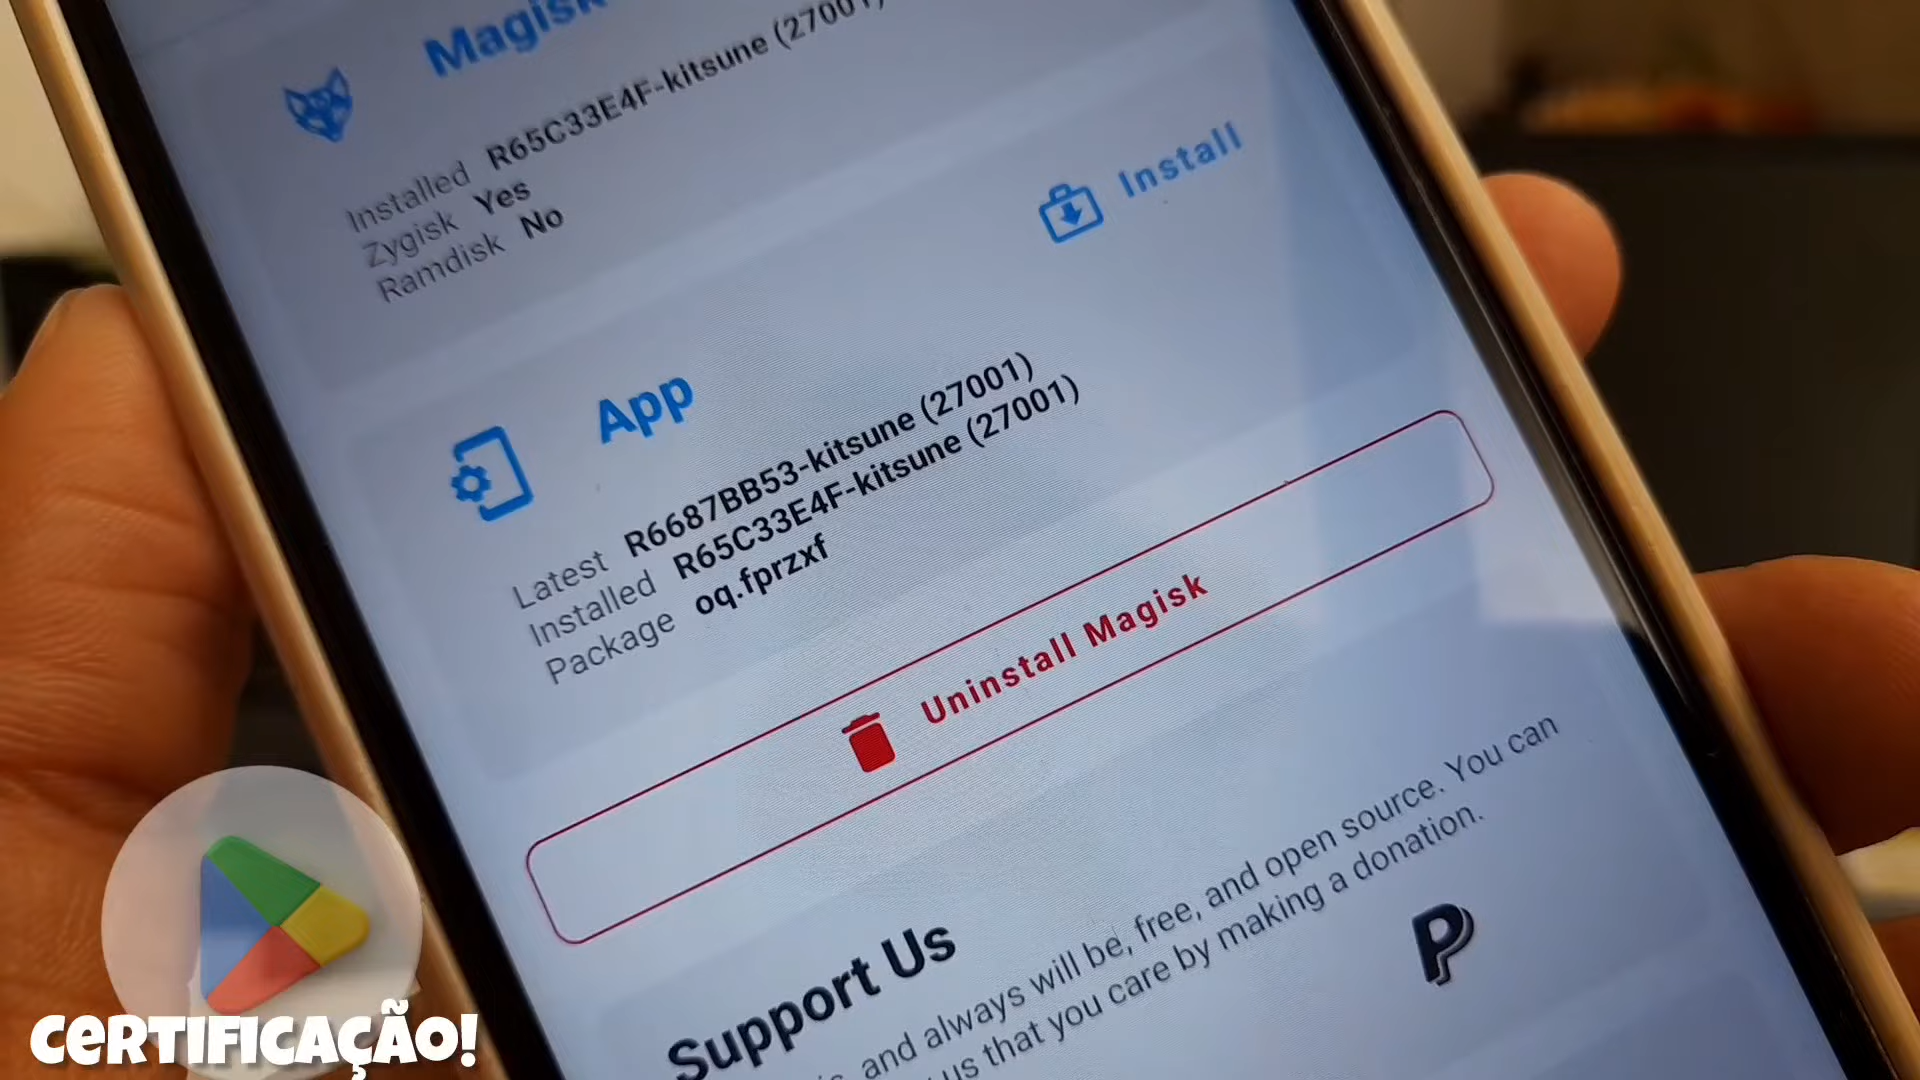 Magisk
Installed R65C33E4F-kitsune (27001)
Zygisk Yes
Ramdisk No
Install
App
Latest R6687BB53-kitsune (27001)
Installed R65C33E4F-kitsune (27001)
Package oq.fprzxf
Uninstall Magisk
Support Us
and always will be, free, and open source. You can
us that you care by making a donation.
CERTIFICAÇÃO!